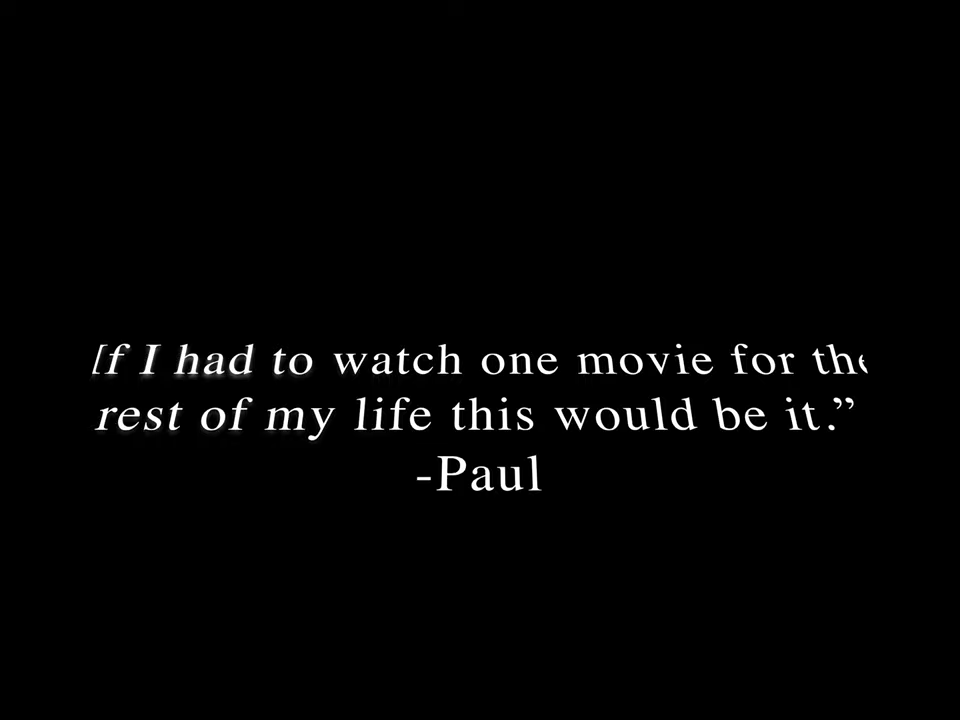 If I had to watch one movie for the
rest of my life this would be it.”
-Paul